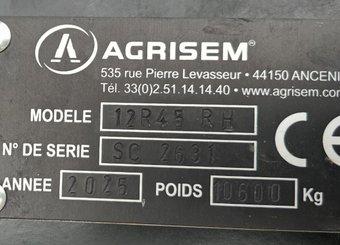 AGRISEM®
535 rue Pierre Levasseur • 44150 ANCENI
Tél. 33(0)2.51.14.14.40 • www.agrisem.com
MODELE 12R45 RH
N° DE SERIE SC 2631
ANNEE 2025 POIDS 10600 Kg
CE